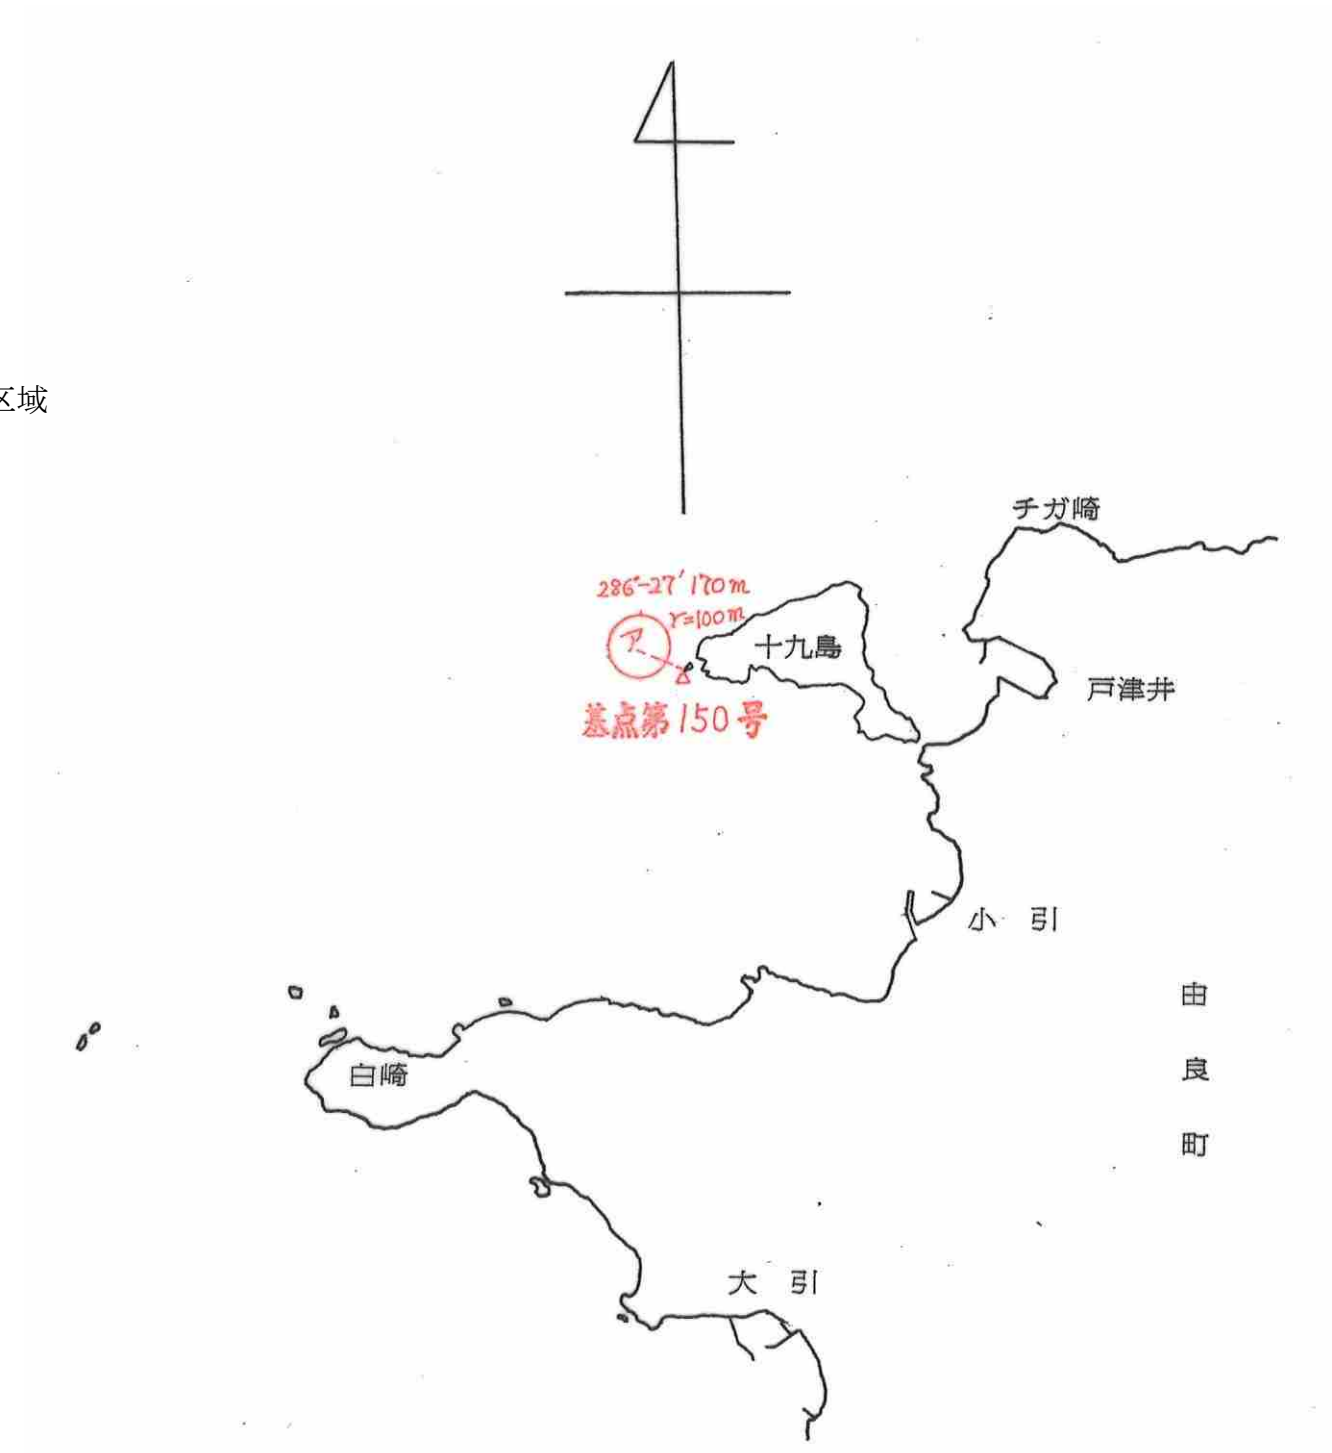 区域
チガ崎
286°-27′ 170m
r=100m
ア
十九島
戸津井
基点第150号
小 引
由良町
白崎
大 引